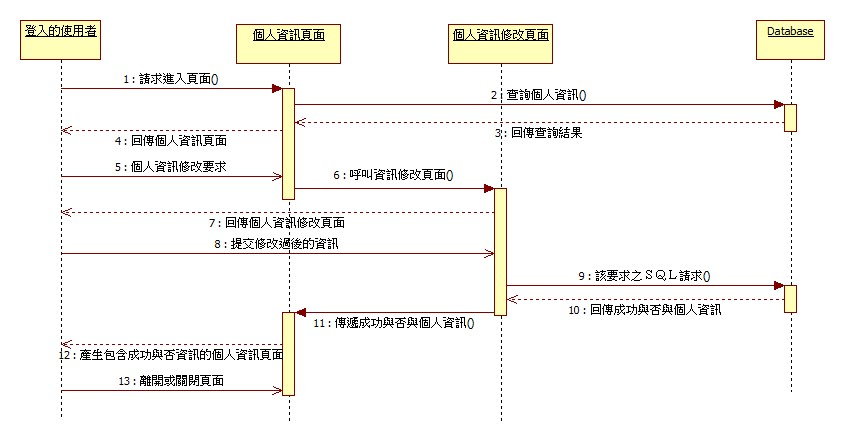 登入的使用者
個人資訊頁面
個人資訊修改頁面
Database
1 : 請求進入頁面()
2 : 查詢個人資訊()
3 : 回傳查詢結果
4 : 回傳個人資訊頁面
5 : 個人資訊修改要求
6 : 呼叫資訊修改頁面()
7 : 回傳個人資訊修改頁面
8 : 提交修改過後的資訊
9 : 該要求之ＳＱＬ請求()
10 : 回傳成功與否與個人資訊
11 : 傳遞成功與否與個人資訊()
12 : 產生包含成功與否資訊的個人資訊頁面
13 : 離開或關閉頁面